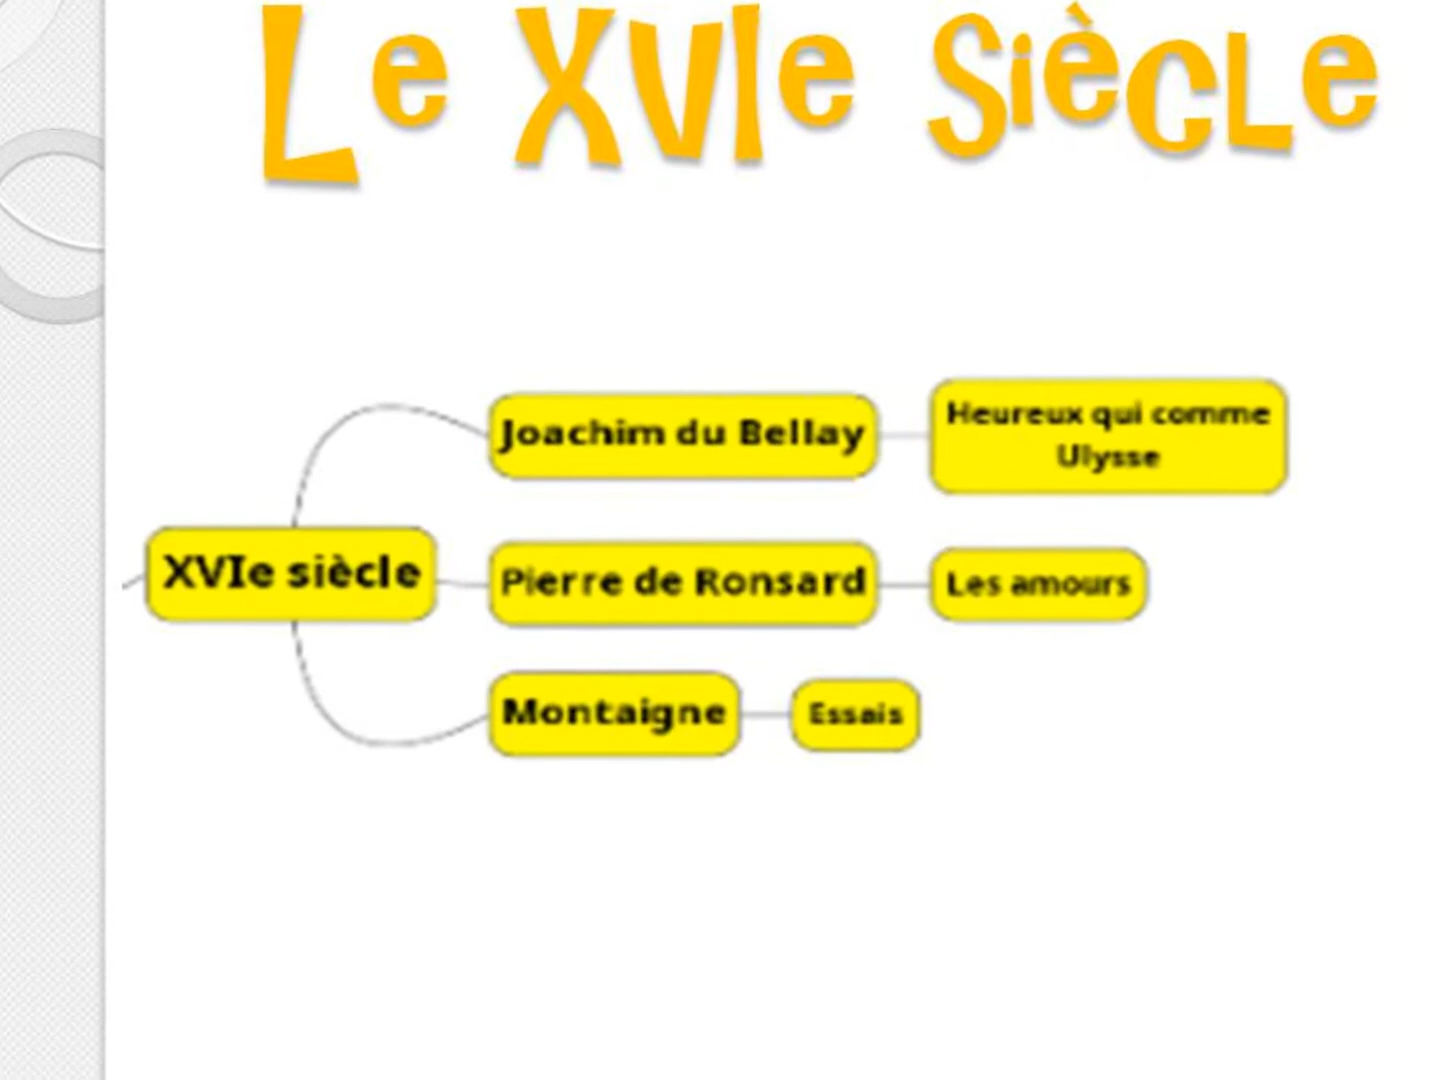 Le XVIe Siècle
Joachim du Bellay
Heureux qui comme
Ulysse
XVIe siècle
Pierre de Ronsard
Les amours
Montaigne
Essais